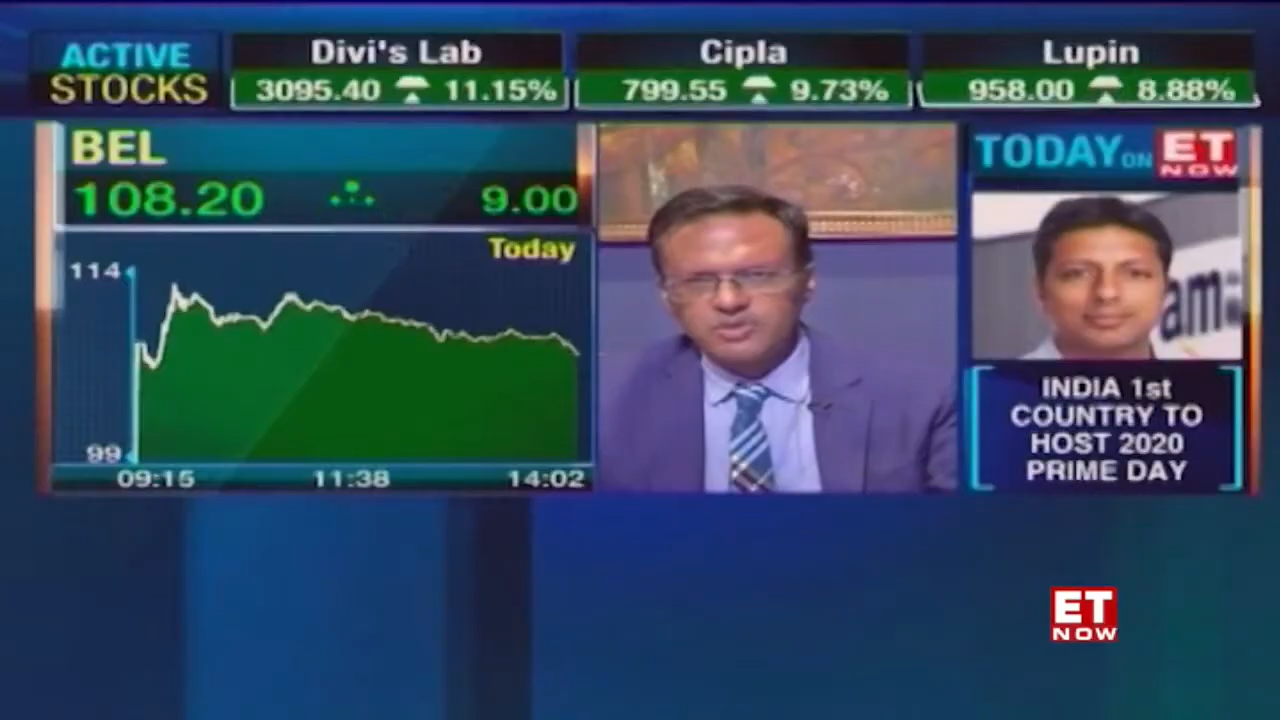 ACTIVE
STOCKS
Divi's Lab
3095.40 11.15%
Cipla
799.55 9.73%
Lupin
958.00 8.88%
BEL
108.20 9.00
Today
114
99
09:15 11:38 14:02
TODAY ON ET
NOW
am
INDIA 1st
COUNTRY TO
HOST 2020
PRIME DAY
ET
NOW